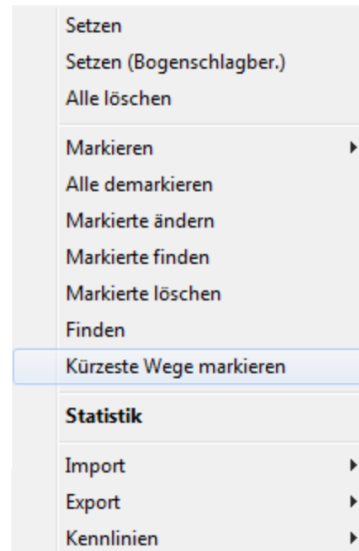 Setzen
Setzen (Bogenschlagber.)
Alle löschen
Markieren
Alle demarkieren
Markierte ändern
Markierte finden
Markierte löschen
Finden
Kürzeste Wege markieren
Statistik
Import
Export
Kennlinien